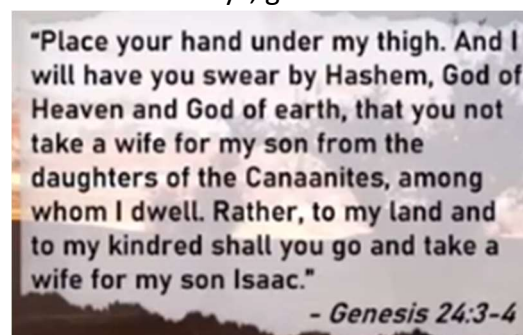 “Place your hand under my thigh. And I
will have you swear by Hashem, God of
Heaven and God of earth, that you not
take a wife for my son from the
daughters of the Canaanites, among
whom I dwell. Rather, to my land and
to my kindred shall you go and take a
wife for my son Isaac.”
- Genesis 24:3-4